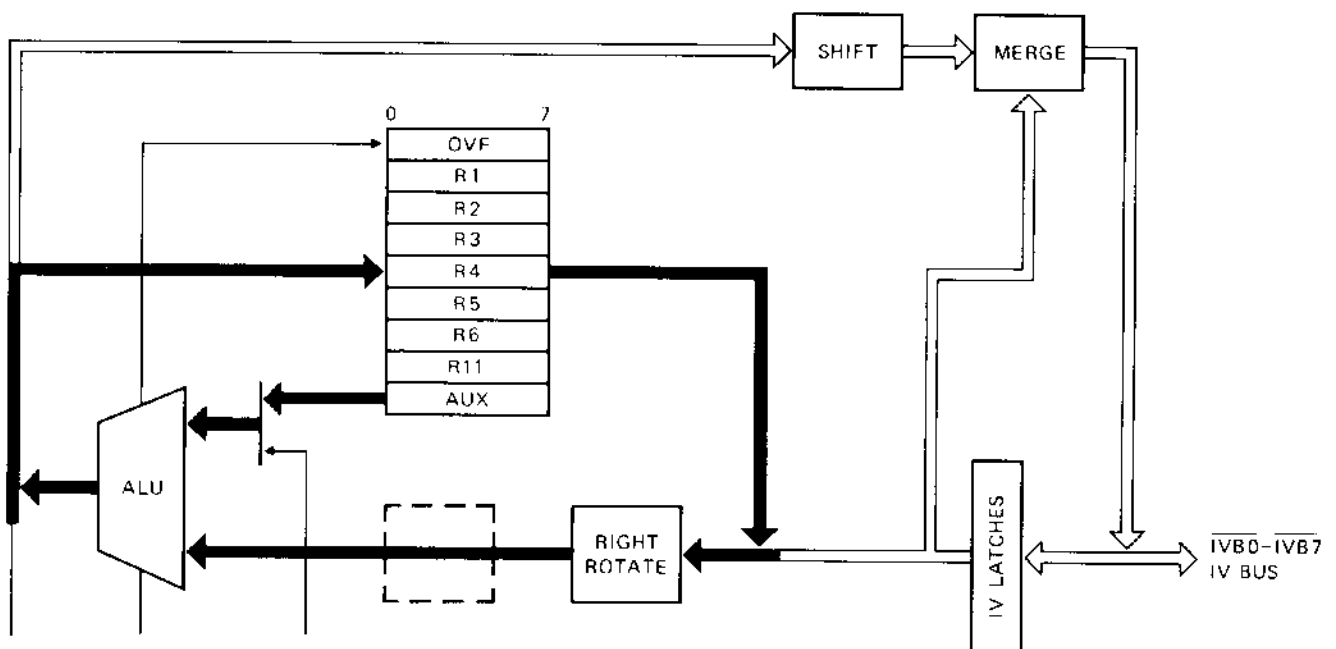 SHIFT
MERGE
0 7
OVF
R1
R2
R3
R4
R5
R6
R11
AUX
ALU
RIGHT
ROTATE
IV LATCHES
IVB0-IVB7
IV BUS